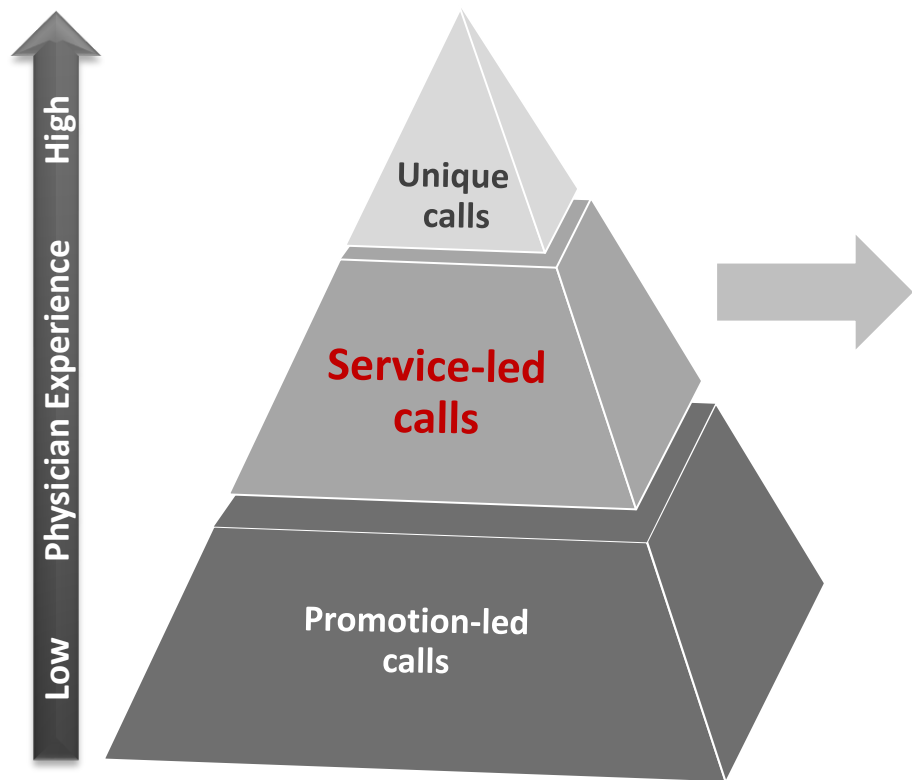 High
Physician Experience
Low
Unique
calls
Service-led
calls
Promotion-led
calls